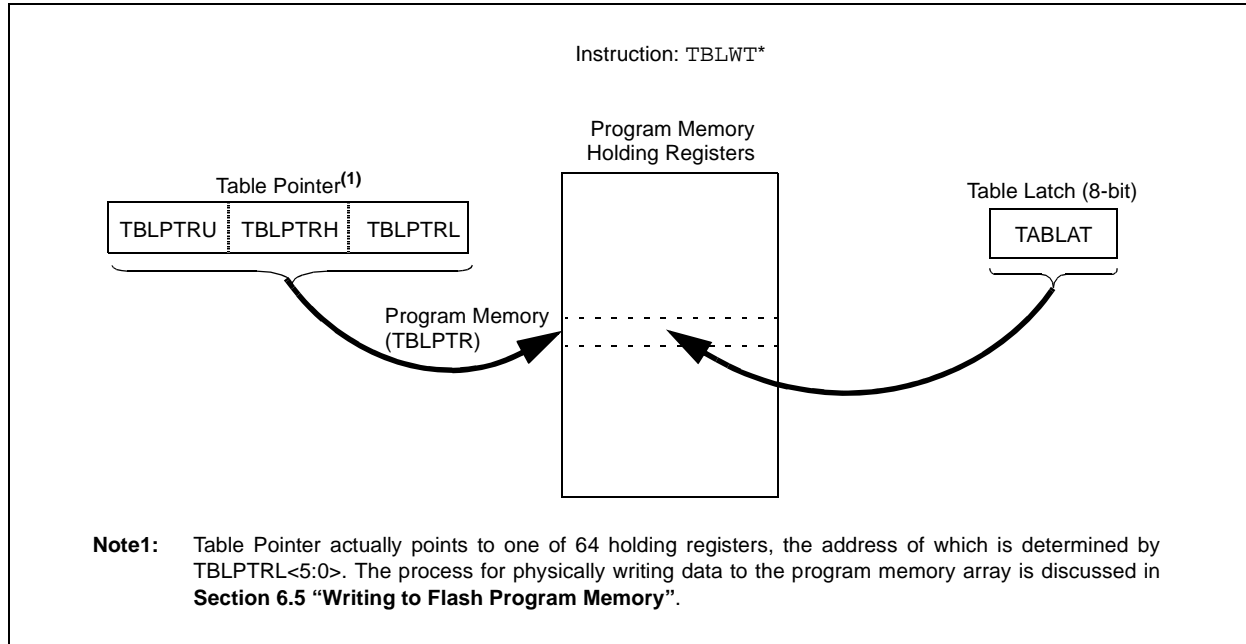 Instruction: TBLWT*
Program Memory
Holding Registers
Table Pointer(1)
Table Latch (8-bit)
TBLPTRU TBLPTRH TBLPTRL
TABLAT
Program Memory
(TBLPTR)
Note1: Table Pointer actually points to one of 64 holding registers, the address of which is determined by
TBLPTRL<5:0>. The process for physically writing data to the program memory array is discussed in
Section 6.5 “Writing to Flash Program Memory”.